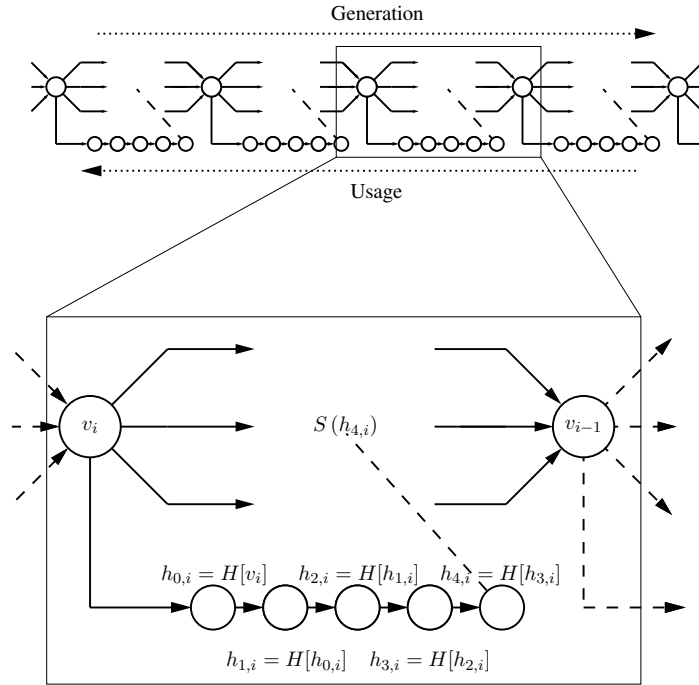 Generation
Usage
v_i
S (h_{4,i})
v_{i−1}
h_{0,i} = H[v_i]
h_{2,i} = H[h_{1,i}]
h_{4,i} = H[h_{3,i}]
h_{1,i} = H[h_{0,i}]
h_{3,i} = H[h_{2,i}]